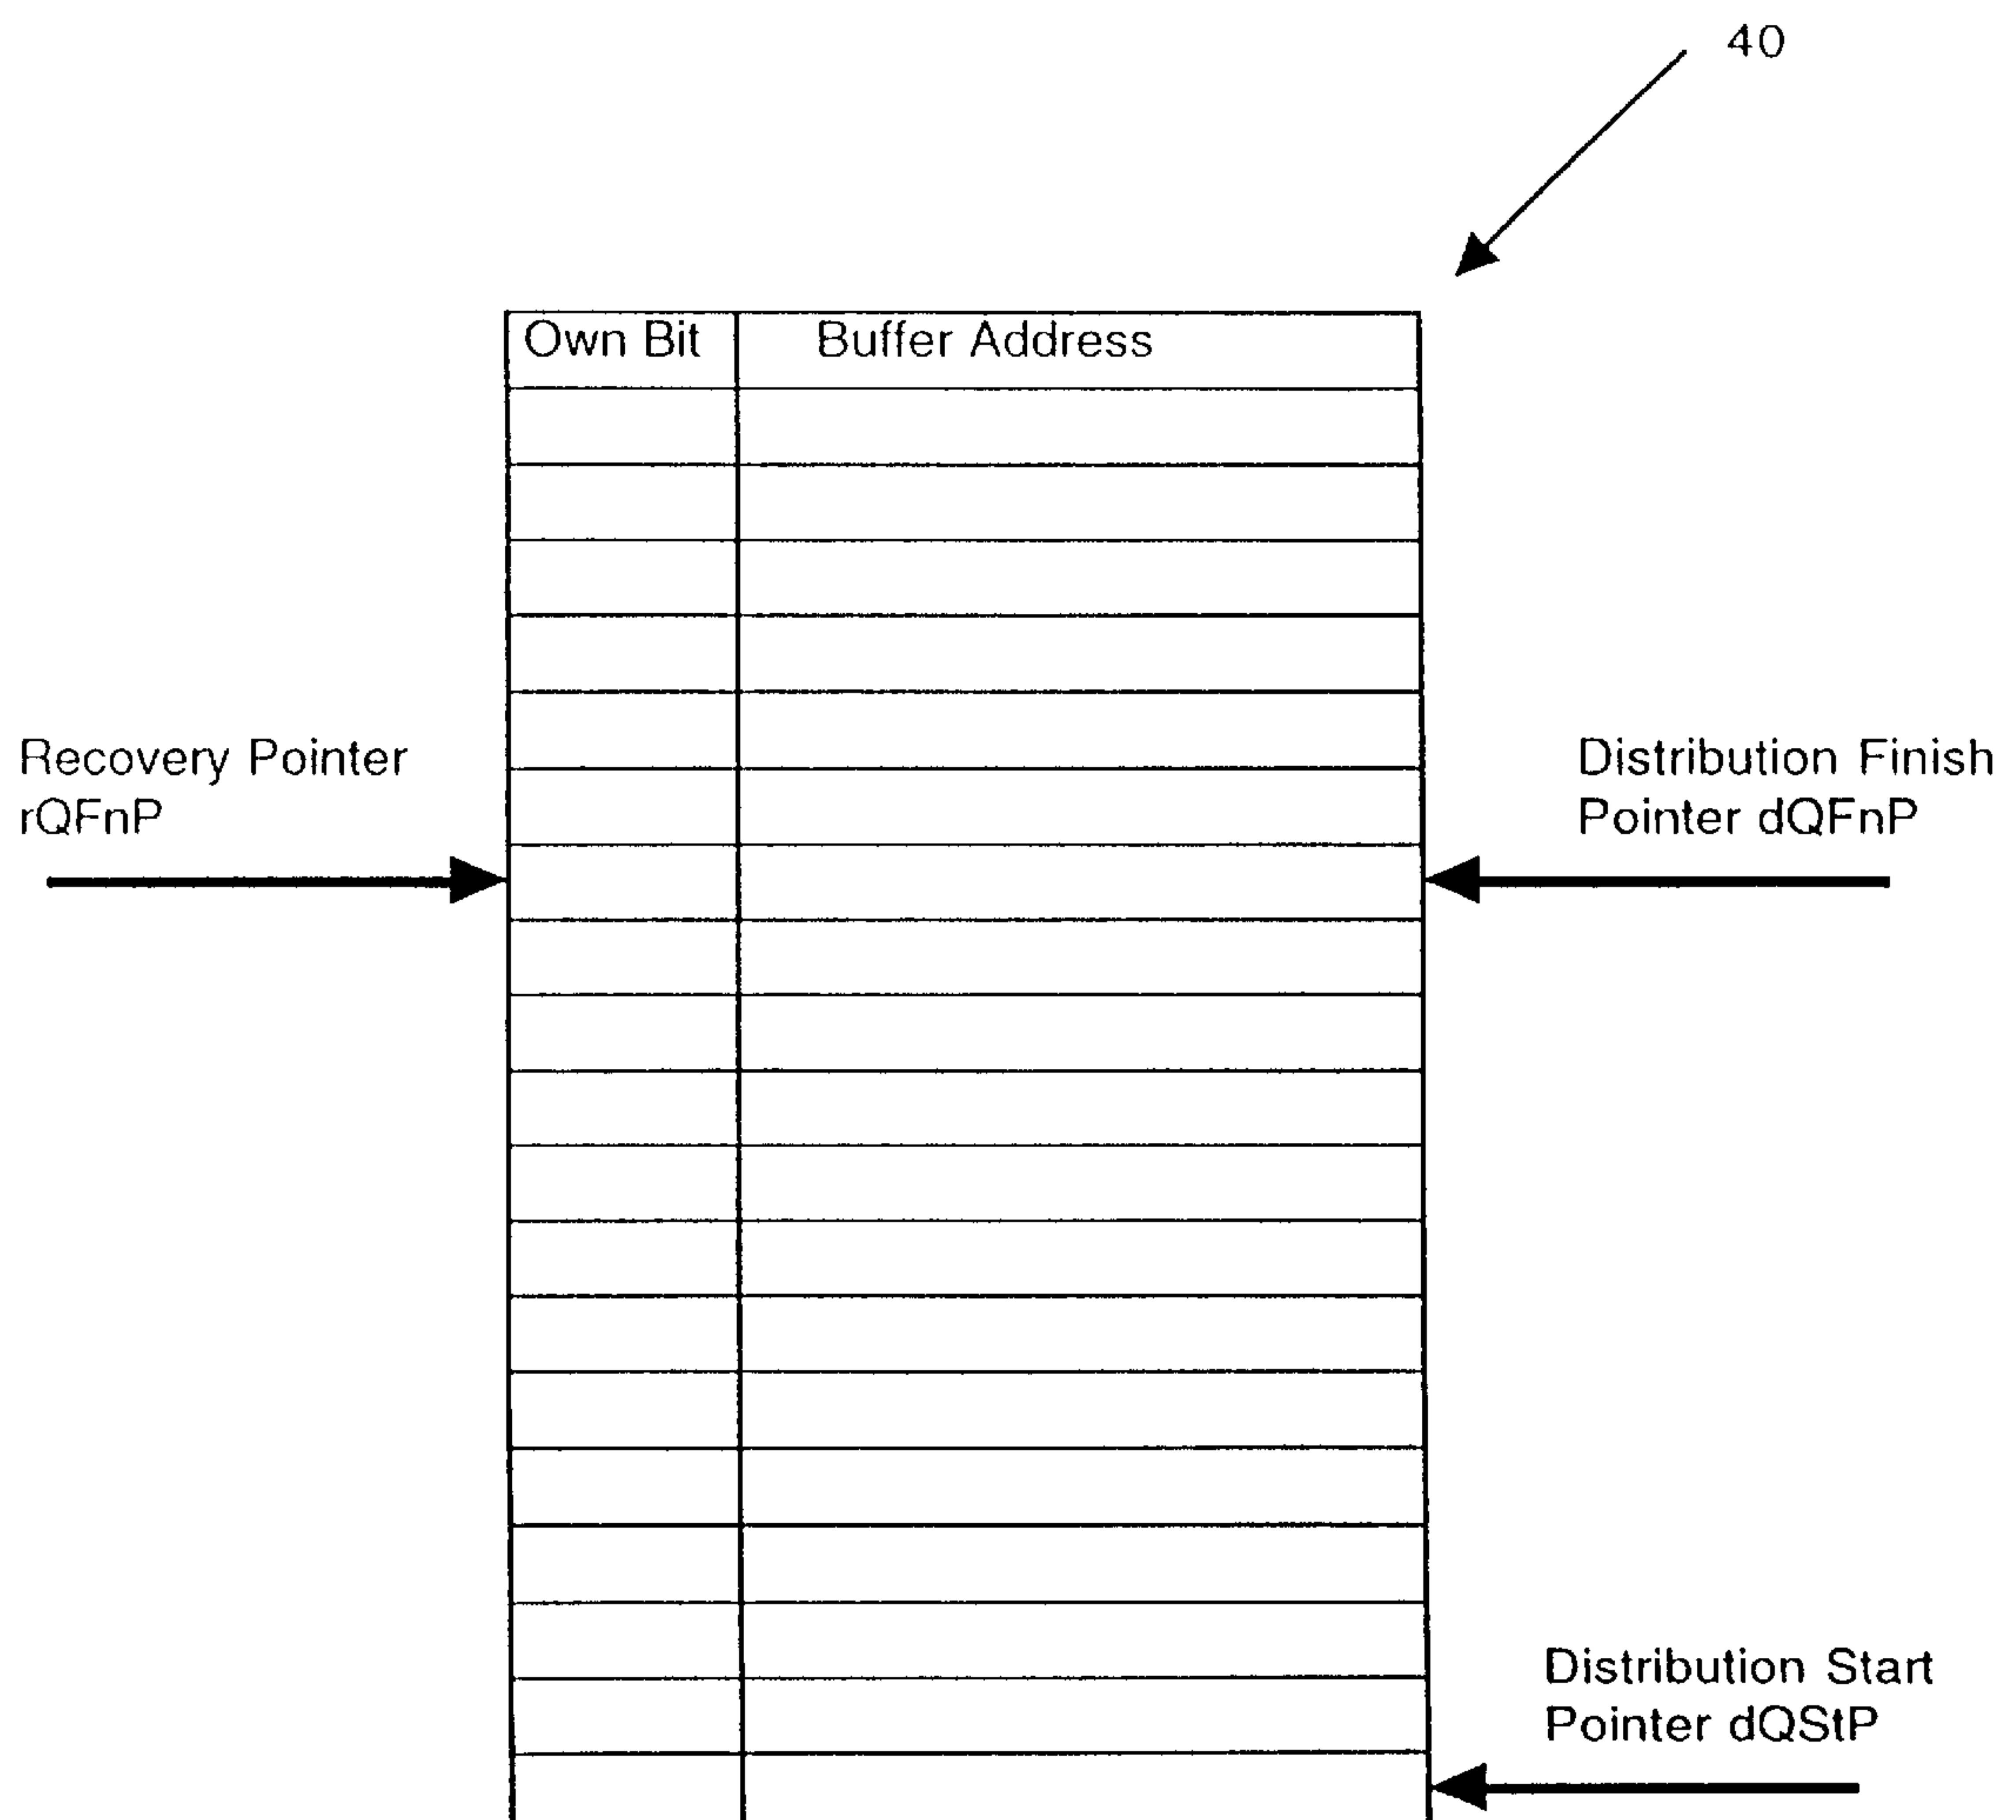 40
Own Bit
Buffer Address
Recovery Pointer
rQFnP
Distribution Finish
Pointer dQFnP
Distribution Start
Pointer dQStP